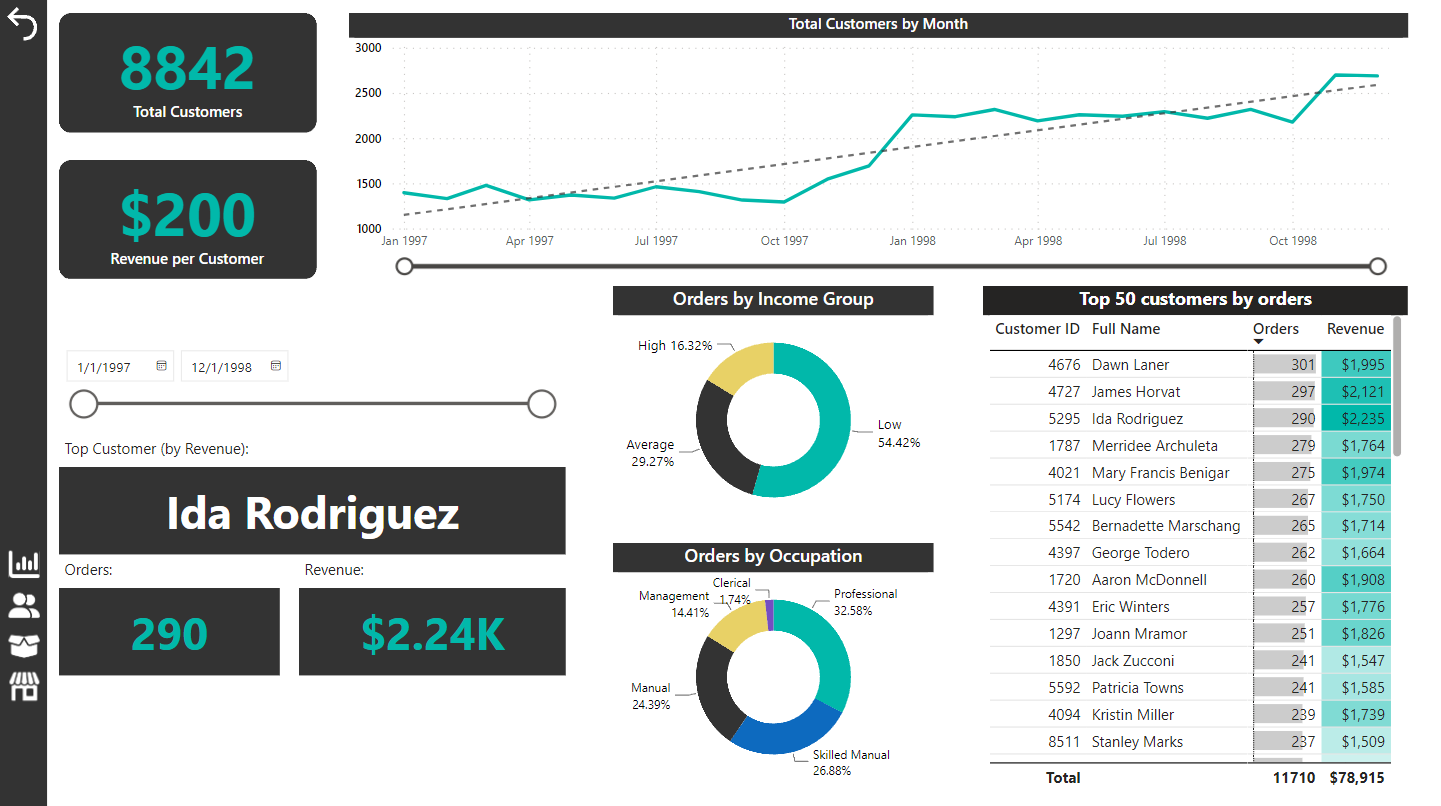 8842
Total Customers
$200
Revenue per Customer
Total Customers by Month
3000
2500
2000
1500
1000
Jan 1997 Apr 1997 Jul 1997 Oct 1997 Jan 1998 Apr 1998 Jul 1998 Oct 1998
1/1/1997 12/1/1998
Top Customer (by Revenue):
Ida Rodriguez
Orders: Revenue:
290 $2.24K
Orders by Income Group
High 16.32%
Low
54.42%
Average
29.27%
Orders by Occupation
Clerical
1.74%
Management
14.41%
Professional
32.58%
Manual
24.39%
Skilled Manual
26.88%
Top 50 customers by orders
Customer ID Full Name Orders Revenue
4676 Dawn Laner 301 $1,995
4727 James Horvat 297 $2,121
5295 Ida Rodriguez 290 $2,235
1787 Merridee Archuleta 279 $1,764
4021 Mary Francis Benigar 275 $1,974
5174 Lucy Flowers 267 $1,750
5542 Bernadette Marschang 265 $1,714
4397 George Todero 262 $1,664
1720 Aaron McDonnell 260 $1,908
4391 Eric Winters 257 $1,776
1297 Joann Mramor 251 $1,826
1850 Jack Zucconi 241 $1,547
5592 Patricia Towns 241 $1,585
4094 Kristin Miller 239 $1,739
8511 Stanley Marks 237 $1,509
Total 11710 $78,915